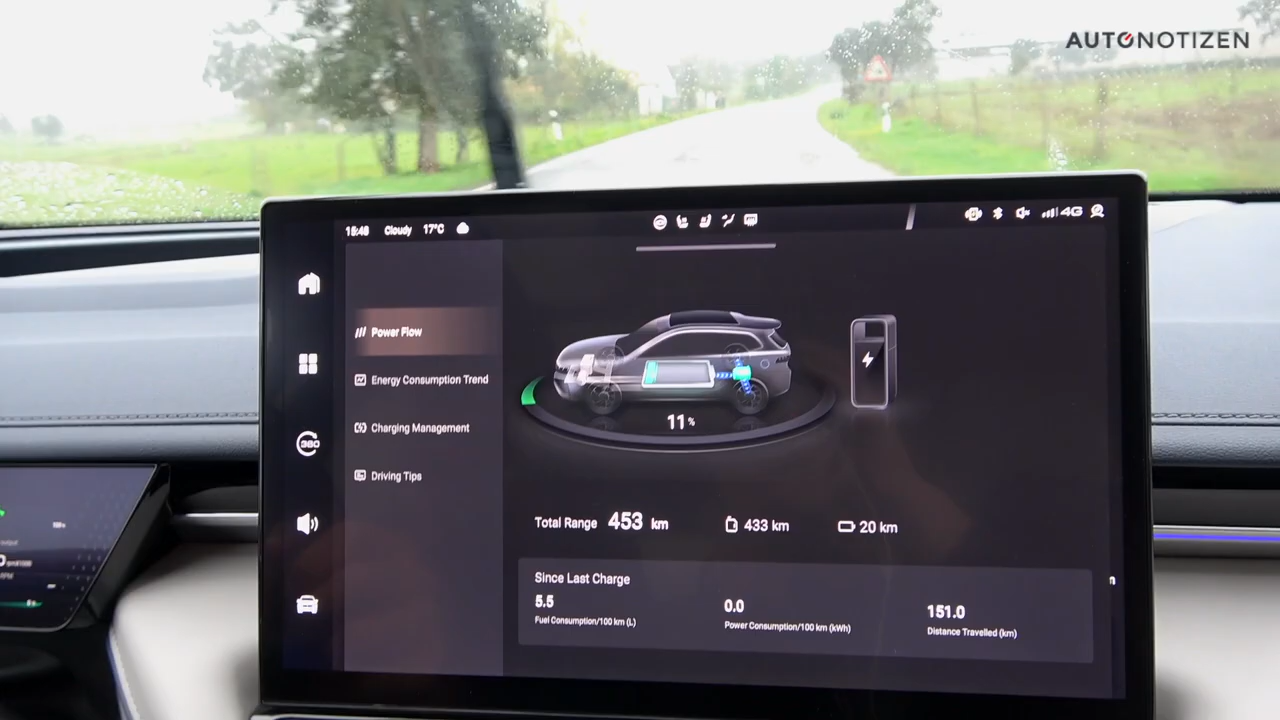 AUTONOTIZEN
15:46 Cloudy 17°C
4G
360
Power Flow
Energy Consumption Trend
Charging Management
Driving Tips
11%
Total Range 453 km
433 km
20 km
Since Last Charge
5.5
Fuel Consumption/100 km (L)
0.0
Power Consumption/100 km (kWh)
151.0
Distance Travelled (km)